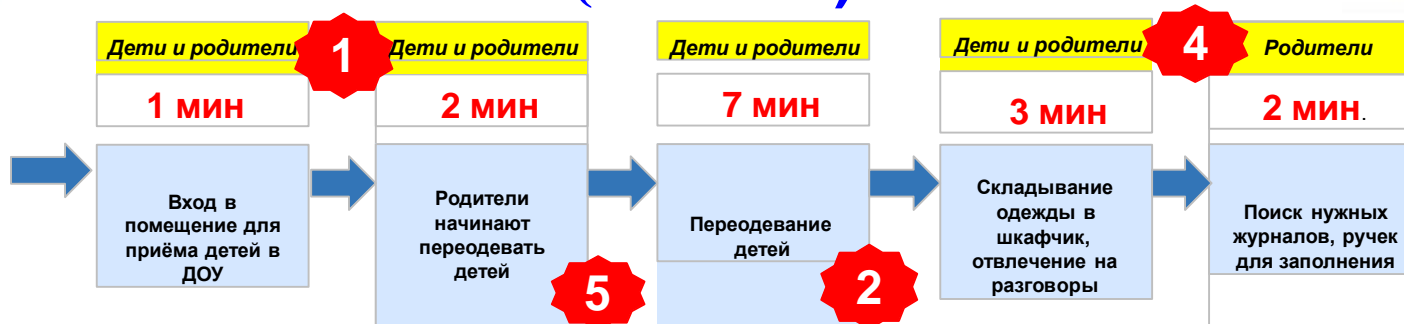 Дети и родители
1
Дети и родители
Дети и родители
Дети и родители
4
Родители
1 мин
2 мин
7 мин
3 мин
2 мин.
Вход в
помещение для
приёма детей в
ДОУ
Родители
начинают
переодевать
детей
5
Переодевание
детей
2
Складывание
одежды в
шкафчик,
отвлечение на
разговоры
Поиск нужных
журналов, ручек
для заполнения